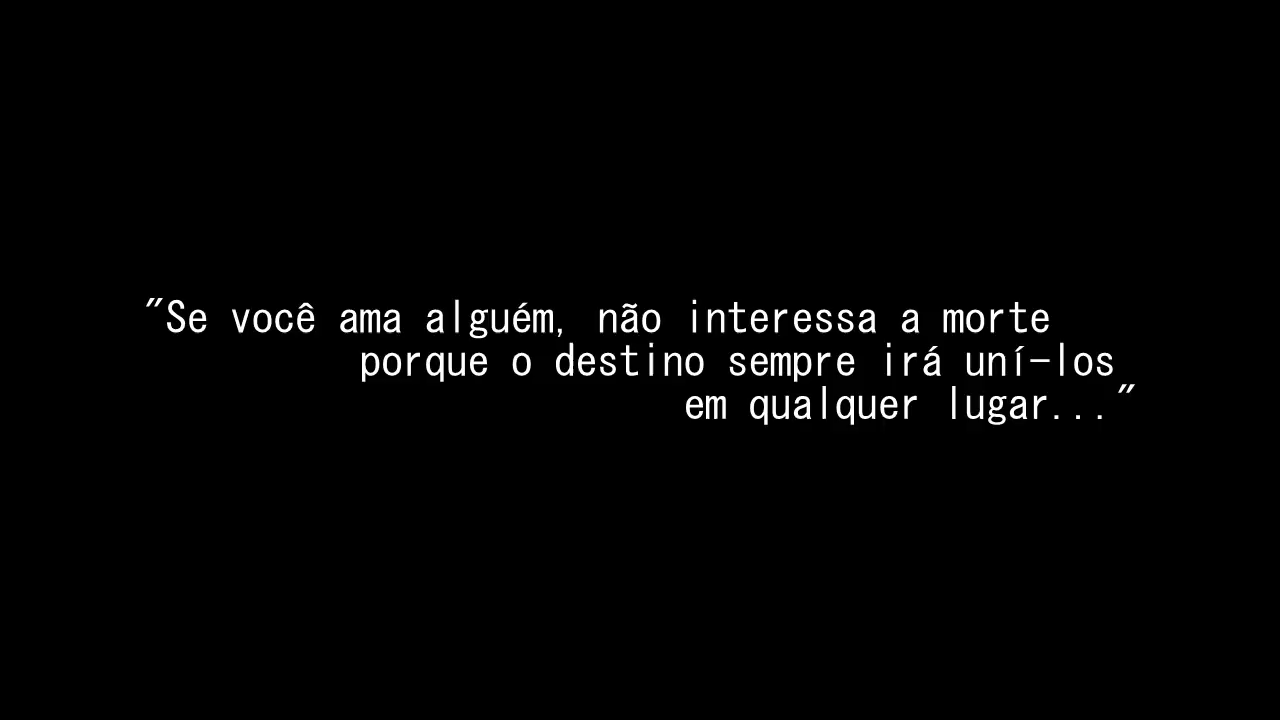 "Se você ama alguém, não interessa a morte
porque o destino sempre irá uní-los
em qualquer lugar..."